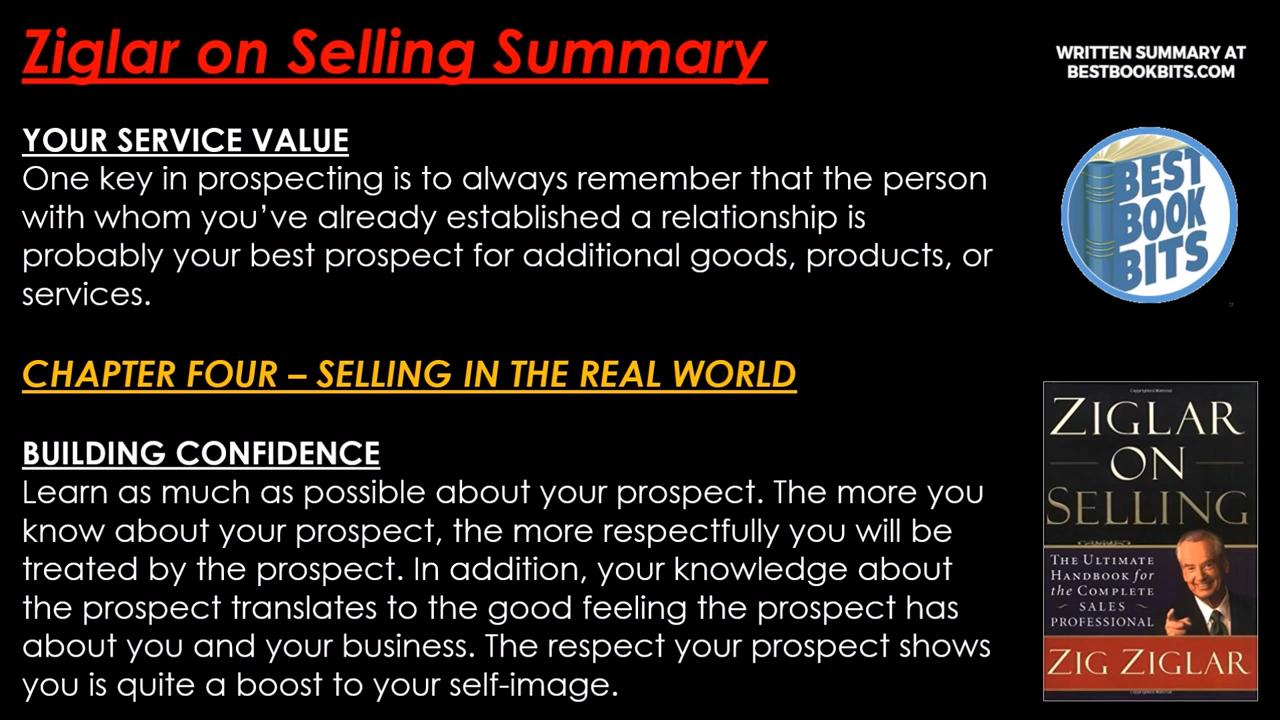 Ziglar on Selling Summary
WRITTEN SUMMARY AT
BESTBOOKBITS.COM
YOUR SERVICE VALUE
One key in prospecting is to always remember that the person
with whom you’ve already established a relationship is
probably your best prospect for additional goods, products, or
services.
BEST
BOOK
BITS
CHAPTER FOUR – SELLING IN THE REAL WORLD
BUILDING CONFIDENCE
Learn as much as possible about your prospect. The more you
know about your prospect, the more respectfully you will be
treated by the prospect. In addition, your knowledge about
the prospect translates to the good feeling the prospect has
about you and your business. The respect your prospect shows
you is quite a boost to your self-image.
ZIGLAR
ON
SELLING
THE ULTIMATE
HANDBOOK for
the COMPLETE
SALES
PROFESSIONAL
ZIG ZIGLAR